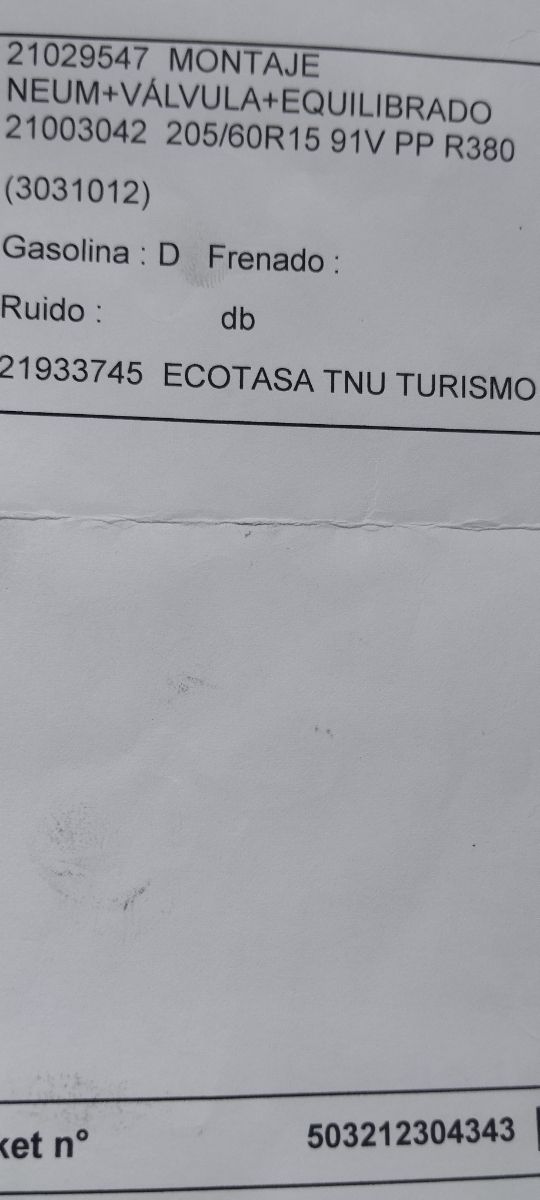 21029547 MONTAJE
NEUM+VÁLVULA+EQUILIBRADO
21003042 205/60R15 91V PP R380
(3031012)
Gasolina : D Frenado :
Ruido : db
21933745 ECOTASA TNU TURISMO
ket nº 503212304343